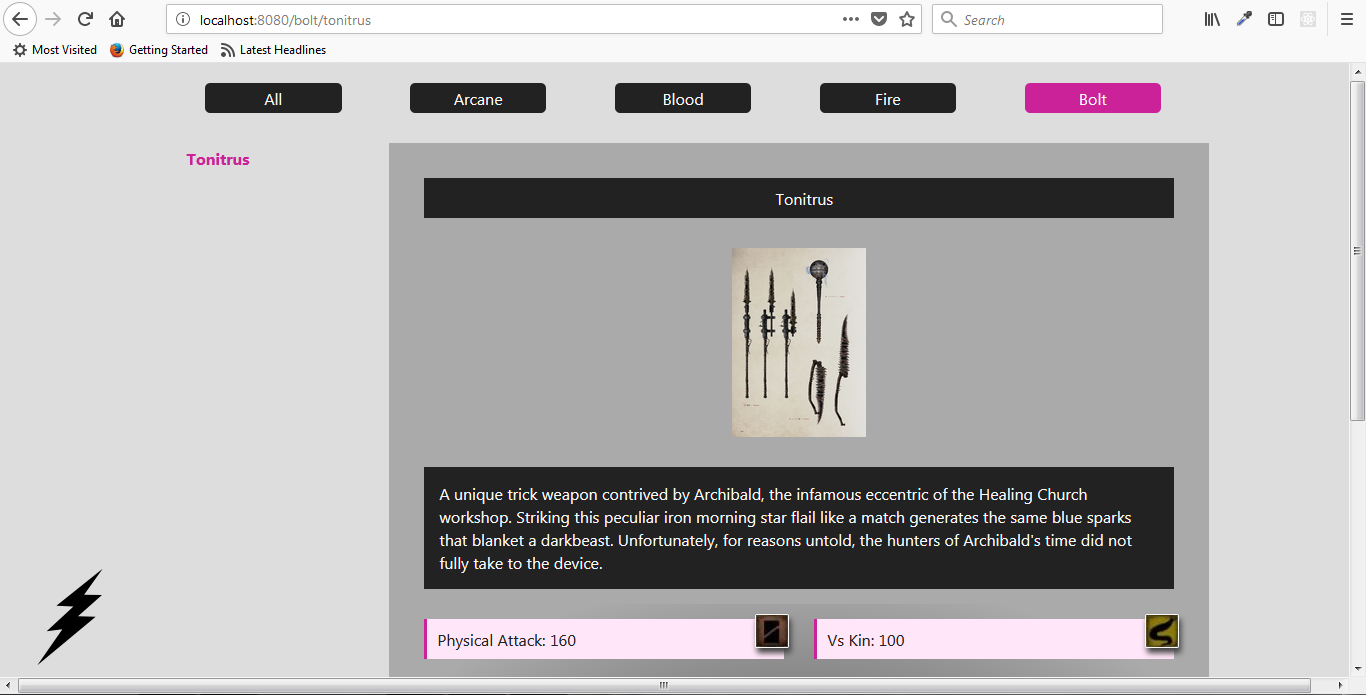 localhost:8080/bolt/tonitrus
Search
Most Visited Getting Started Latest Headlines
All Arcane Blood Fire Bolt
Tonitrus
Tonitrus
A unique trick weapon contrived by Archibald, the infamous eccentric of the Healing Church
workshop. Striking this peculiar iron morning star flail like a match generates the same blue sparks
that blanket a darkbeast. Unfortunately, for reasons untold, the hunters of Archibald's time did not
fully take to the device.
Physical Attack: 160 Vs Kin: 100